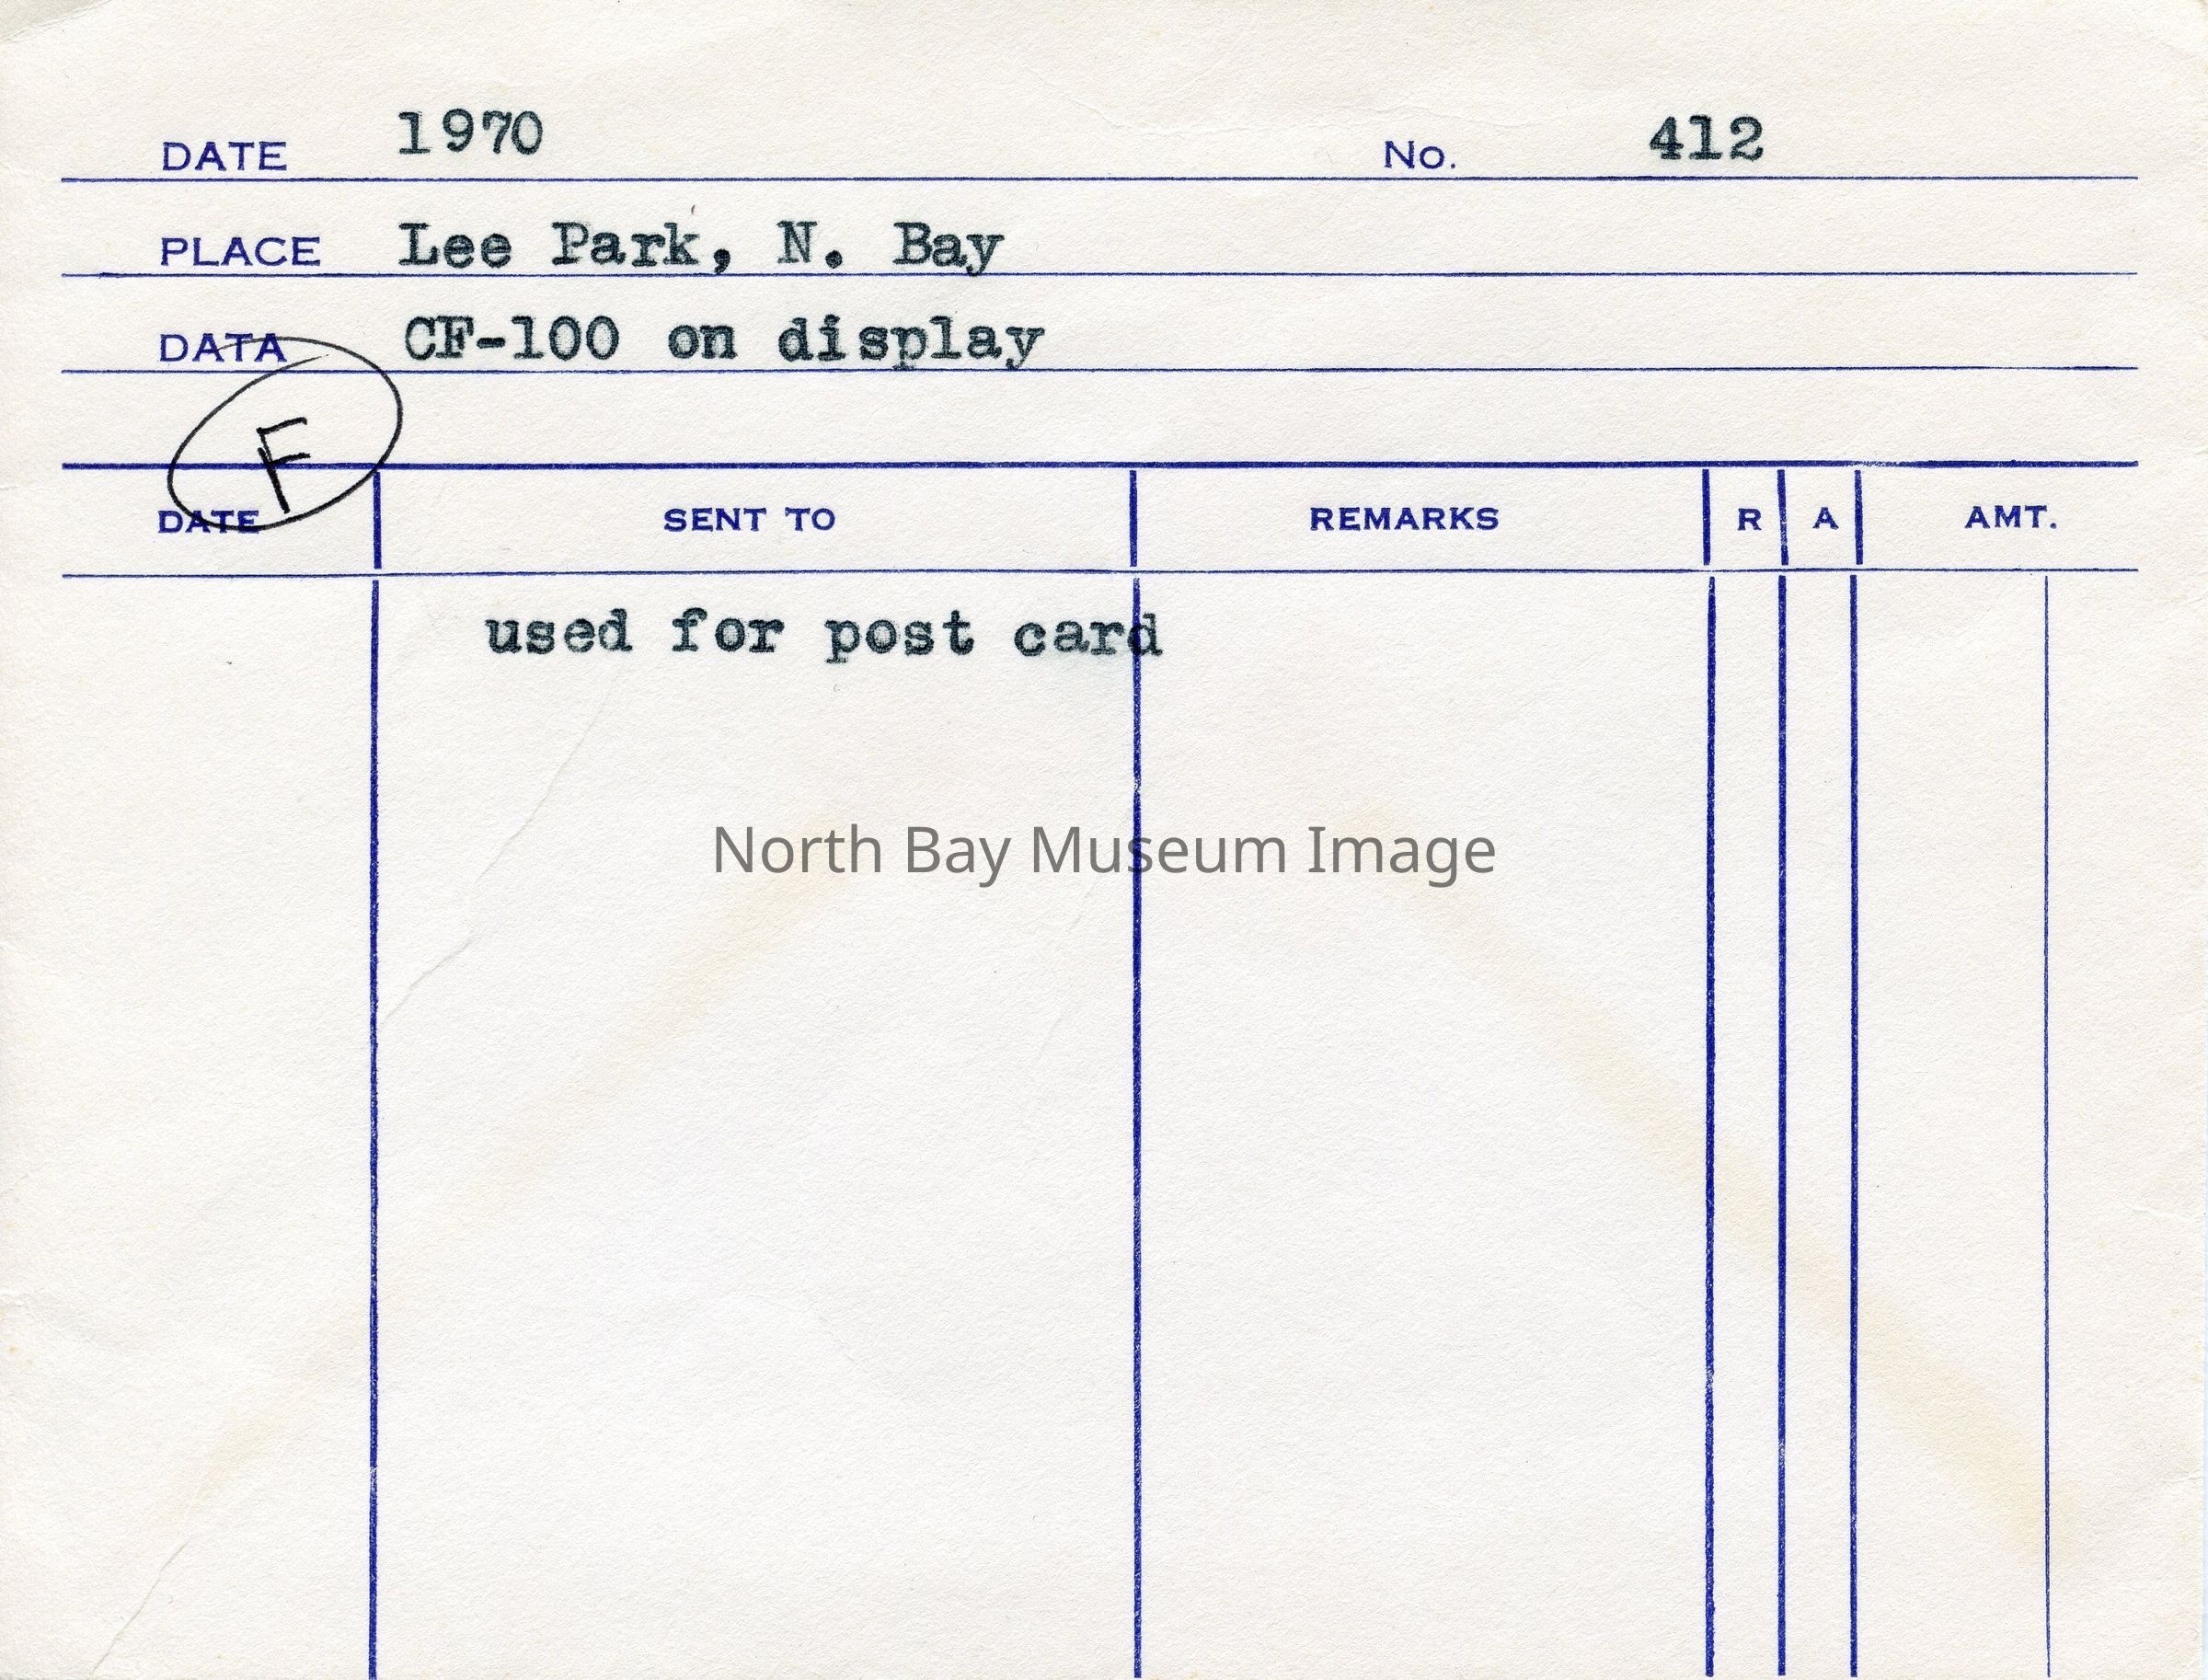 DATE 1970 No. 412
PLACE Lee Park, N. Bay
DATA CF-100 on display
F
DATE SENT TO REMARKS R A AMT.
used for post card
North Bay Museum Image